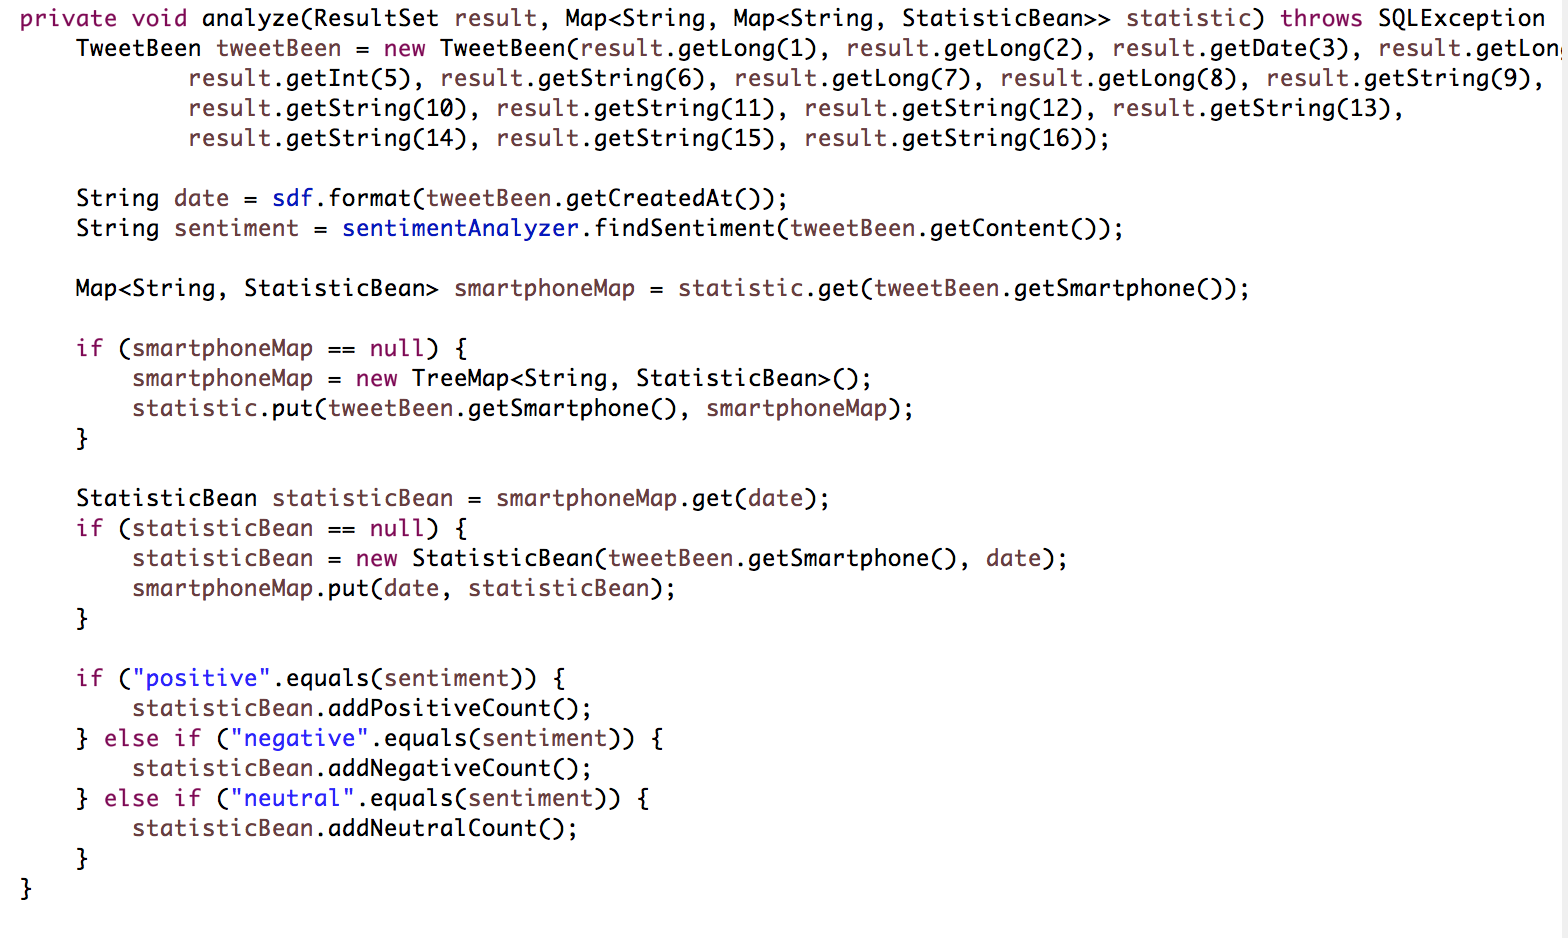 private void analyze(ResultSet result, Map<String, Map<String, StatisticBean>> statistic) throws SQLException
TweetBeen tweetBeen = new TweetBeen(result.getLong(1), result.getLong(2), result.getDate(3), result.getLon
result.getInt(5), result.getString(6), result.getLong(7), result.getLong(8), result.getString(9),
result.getString(10), result.getString(11), result.getString(12), result.getString(13),
result.getString(14), result.getString(15), result.getString(16));
String date = sdf.format(tweetBeen.getCreatedAt());
String sentiment = sentimentAnalyzer.findSentiment(tweetBeen.getContent());
Map<String, StatisticBean> smartphoneMap = statistic.get(tweetBeen.getSmartphone());
if (smartphoneMap == null) {
smartphoneMap = new TreeMap<String, StatisticBean>();
statistic.put(tweetBeen.getSmartphone(), smartphoneMap);
}
StatisticBean statisticBean = smartphoneMap.get(date);
if (statisticBean == null) {
statisticBean = new StatisticBean(tweetBeen.getSmartphone(), date);
smartphoneMap.put(date, statisticBean);
}
if ("positive".equals(sentiment)) {
statisticBean.addPositiveCount();
} else if ("negative".equals(sentiment)) {
statisticBean.addNegativeCount();
} else if ("neutral".equals(sentiment)) {
statisticBean.addNeutralCount();
}
}